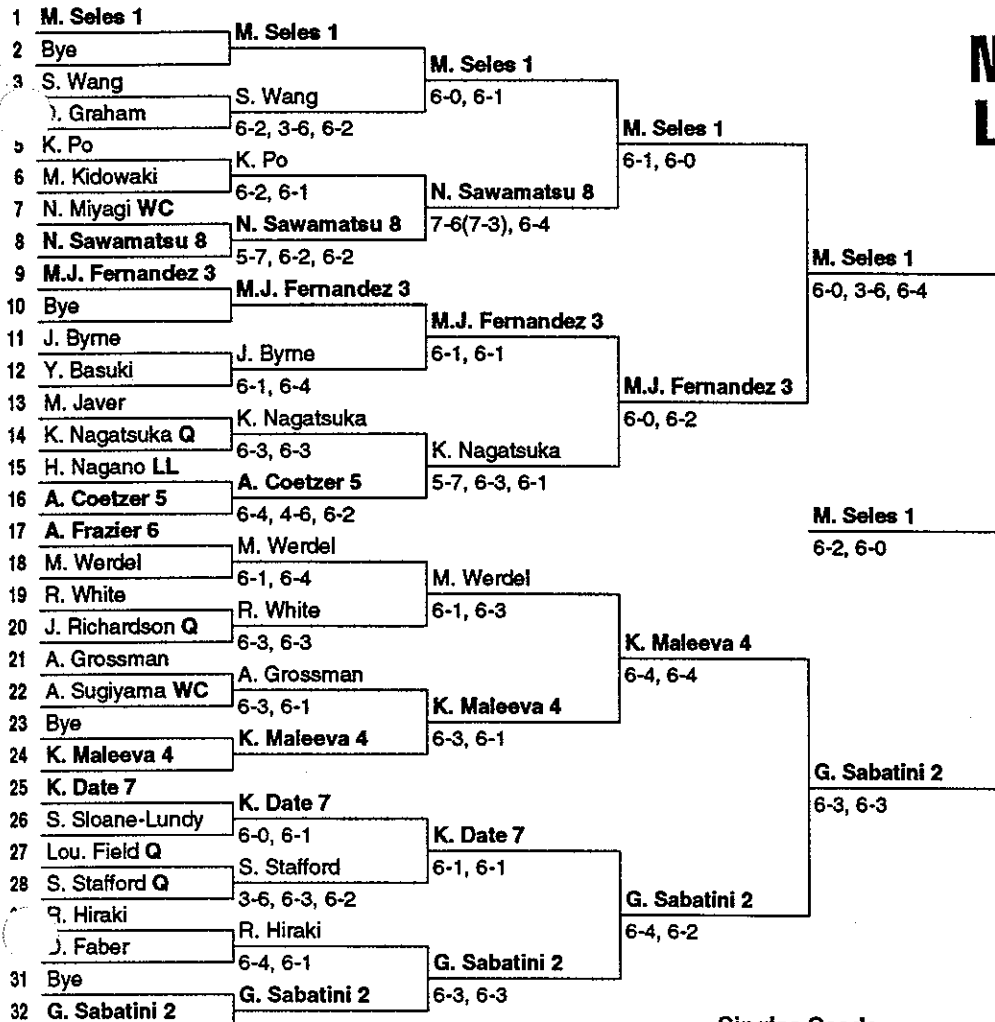 1 M. Seles 1
2 Bye
3 S. Wang
Graham
5 K. Po
6 M. Kidowaki
7 N. Miyagi WC
8 N. Sawamatsu 8
9 M.J. Fernandez 3
10 Bye
11 J. Byrne
12 Y. Basuki
13 M. Javer
14 K. Nagatsuka Q
15 H. Nagano LL
16 A. Coetzer 5
17 A. Frazier 6
18 M. Werdel
19 R. White
20 J. Richardson Q
21 A. Grossman
22 A. Sugiyama WC
23 Bye
24 K. Maleeva 4
25 K. Date 7
26 S. Sloane-Lundy
27 Lou. Field Q
28 S. Stafford Q
R. Hiraki
Faber
31 Bye
32 G. Sabatini 2
M. Seles 1
S. Wang
6-2, 3-6, 6-2
K. Po
6-2, 6-1
N. Sawamatsu 8
5-7, 6-2, 6-2
M.J. Fernandez 3
J. Byrne
6-1, 6-4
K. Nagatsuka
6-3, 6-3
A. Coetzer 5
6-4, 4-6, 6-2
M. Werdel
6-1, 6-4
R. White
6-3, 6-3
A. Grossman
6-3, 6-1
K. Maleeva 4
K. Date 7
6-0, 6-1
S. Stafford
3-6, 6-3, 6-2
R. Hiraki
6-4, 6-1
G. Sabatini 2
M. Seles 1
6-0, 6-1
N. Sawamatsu 8
7-6(7-3), 6-4
M.J. Fernandez 3
6-1, 6-1
K. Nagatsuka
5-7, 6-3, 6-1
M. Werdel
6-1, 6-3
K. Maleeva 4
6-3, 6-1
K. Date 7
6-1, 6-1
G. Sabatini 2
6-3, 6-3
M. Seles 1
6-1, 6-0
M.J. Fernandez 3
6-0, 6-2
K. Maleeva 4
6-4, 6-4
G. Sabatini 2
6-4, 6-2
M. Seles 1
6-0, 3-6, 6-4
G. Sabatini 2
6-3, 6-3
M. Seles 1
6-2, 6-0